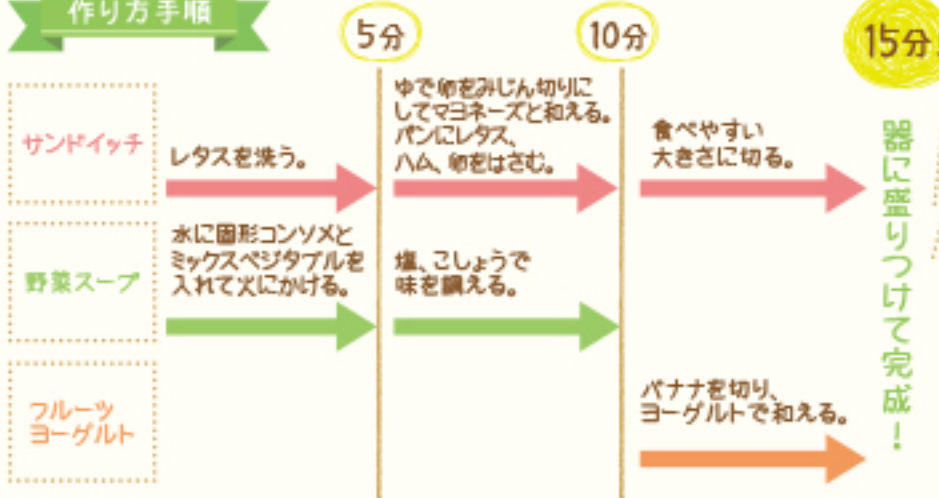 作り方手順
5分
10分
15分
サンドイッチ
レタスを洗う。
ゆで卵をみじん切りに
してマヨネーズと和える。
パンにレタス、
ハム、卵をはさむ。
食べやすい
大きさに切る。
野菜スープ
水に固形コンソメと
ミックスベジタブルを
入れて火にかける。
塩、こしょうで
味を調える。
フルーツ
ヨーグルト
バナナを切り、
ヨーグルトで和える。
器に盛りつけて完成！